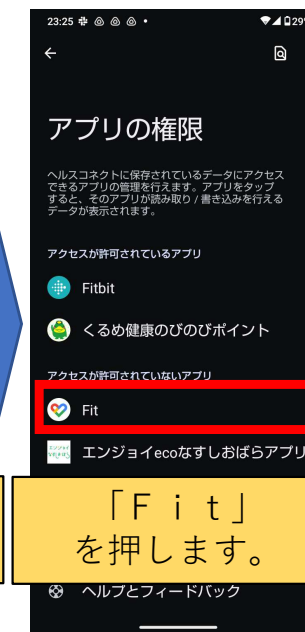 23:25
29%
アプリの権限
ヘルスコネクトに保存されているデータにアクセス
できるアプリの管理を行えます。アプリをタップ
すると、そのアプリが読み取り / 書き込みを行える
データが表示されます。
アクセスが許可されているアプリ
Fitbit
くるめ健康のびのびポイント
アクセスが許可されていないアプリ
Fit
エンジョイecoなすしおばらアプリ
「Ｆｉｔ」
を押します。
ヘルプとフィードバック